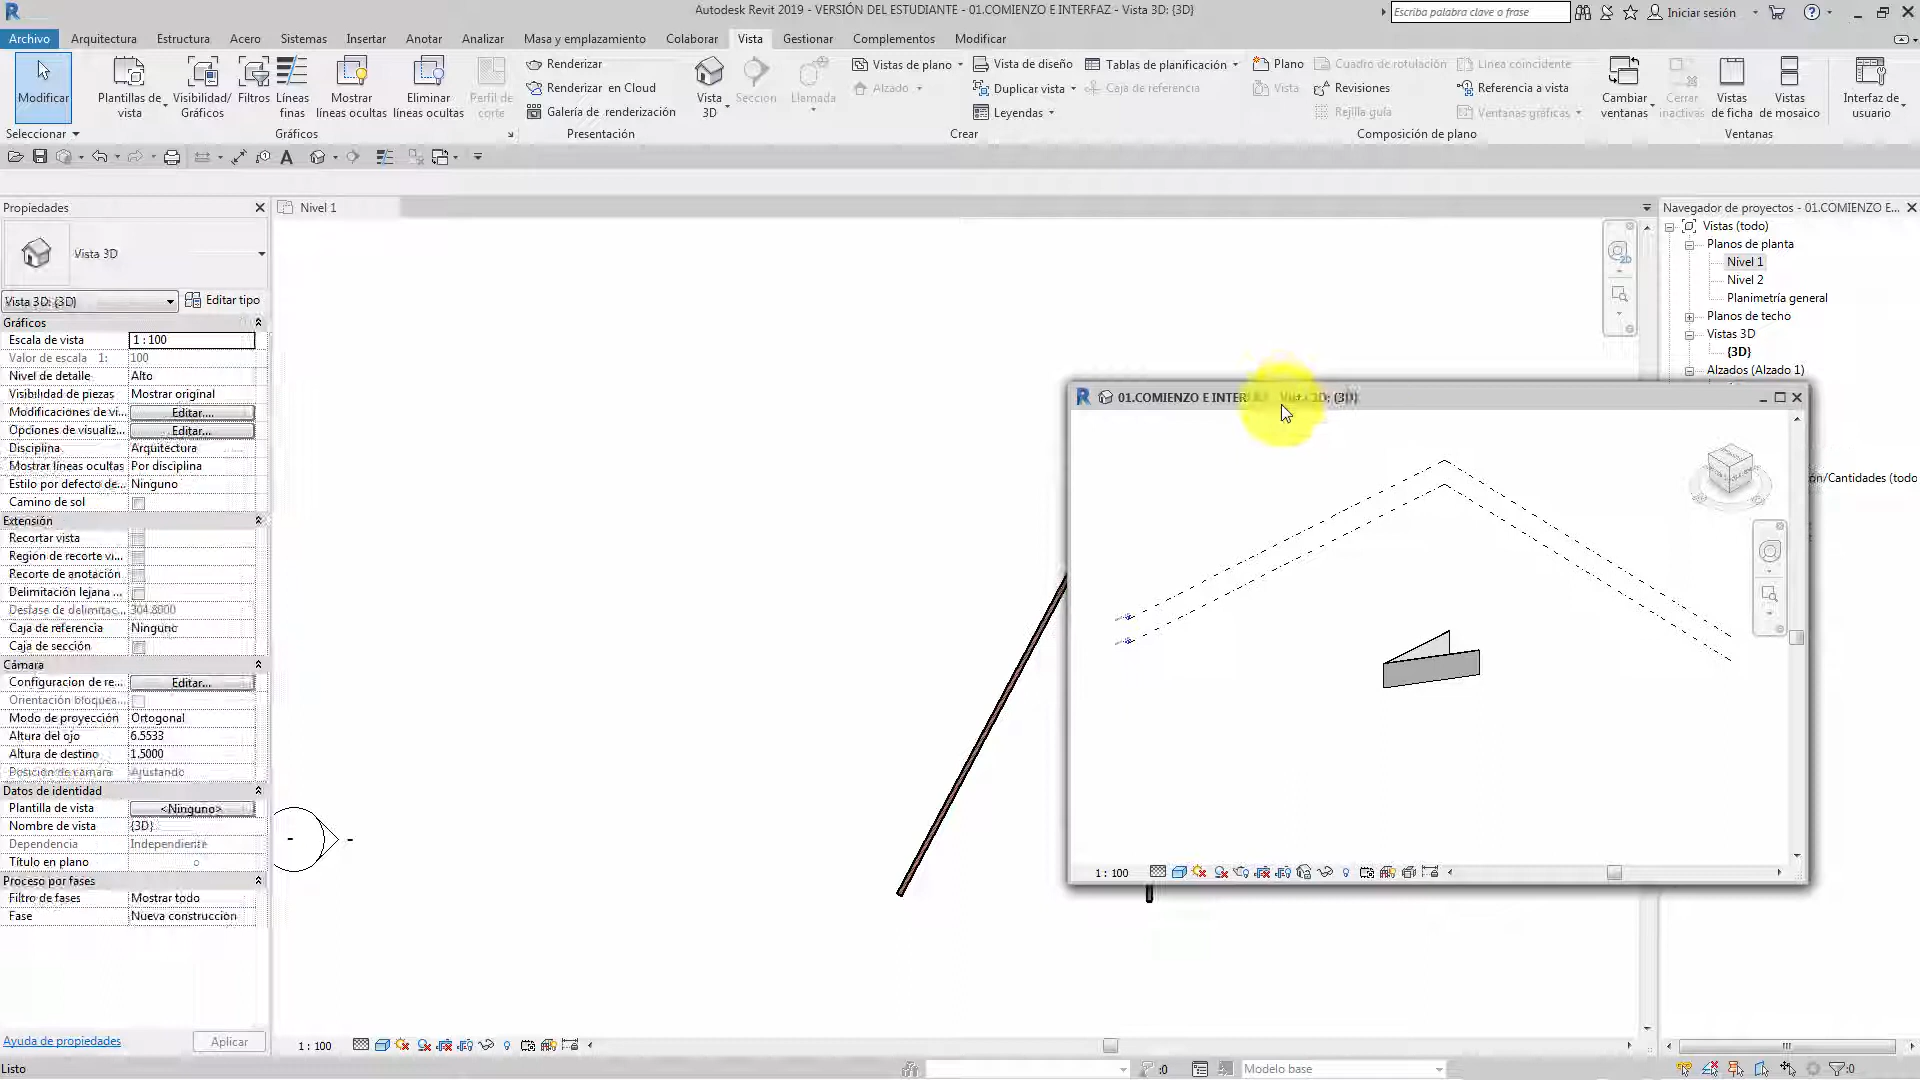 Autodesk Revit 2019 - VERSIÓN DEL ESTUDIANTE - 01.COMIENZO E INTERFAZ - Vista 3D: {3D}
Escriba palabra clave o frase
Iniciar sesión
Archivo Arquitectura Estructura Acero Sistemas Insertar Anotar Analizar Masa y emplazamiento Colaborar Vista Gestionar Complementos Modificar
Modificar
Plantillas de vista
Visibilidad/ Gráficos
Filtros
Líneas finas
Mostrar líneas ocultas
Eliminar líneas ocultas
Perfil de corte
Renderizar
Renderizar en Cloud
Galería de renderización
Vista 3D
Sección
Llamada
Vistas de plano
Alzado
Vista de diseño
Duplicar vista
Leyendas
Tablas de planificación
Caja de referencia
Plano
Vista
Cuadro de rotulación
Revisiones
Rejilla guía
Línea coincidente
Referencia a vista
Ventanas gráficas
Cambiar ventanas
Cerrar inactivas
Vistas de ficha
Vistas de mosaico
Interfaz de usuario
Seleccionar Gráficos Presentación Crear Composición de plano Ventanas
Propiedades
Vista 3D
Vista 3D: {3D} Editar tipo
Gráficos
Escala de vista 1 : 100
Valor de escala 1: 100
Nivel de detalle Alto
Visibilidad de piezas Mostrar original
Modificaciones de vi... Editar...
Opciones de visualiz... Editar...
Disciplina Arquitectura
Mostrar líneas ocultas Por disciplina
Estilo por defecto de... Ninguno
Camino de sol
Extensión
Recortar vista
Región de recorte vi...
Recorte de anotación
Delimitación lejana ...
Desfase de delimitac... 304.8000
Caja de referencia Ninguno
Caja de sección
Cámara
Configuración de re... Editar...
Orientación bloquea...
Modo de proyección Ortogonal
Altura del ojo 6.5533
Altura de destino 1.5000
Posición de cámara Ajustando
Datos de identidad
Plantilla de vista <Ninguno>
Nombre de vista {3D}
Dependencia Independiente
Título en plano
Proceso por fases
Filtro de fases Mostrar todo
Fase Nueva construcción
Ayuda de propiedades Aplicar
Nivel 1
01.COMIENZO E INTERFAZ - Vista 3D: {3D}
1 : 100
1 : 100
Navegador de proyectos - 01.COMIENZO E...
Vistas (todo)
Planos de planta
Nivel 1
Nivel 2
Planimetría general
Planos de techo
Vistas 3D
{3D}
Alzados (Alzado 1)
ón/Cantidades (todo
Listo
:0
Modelo base
:0